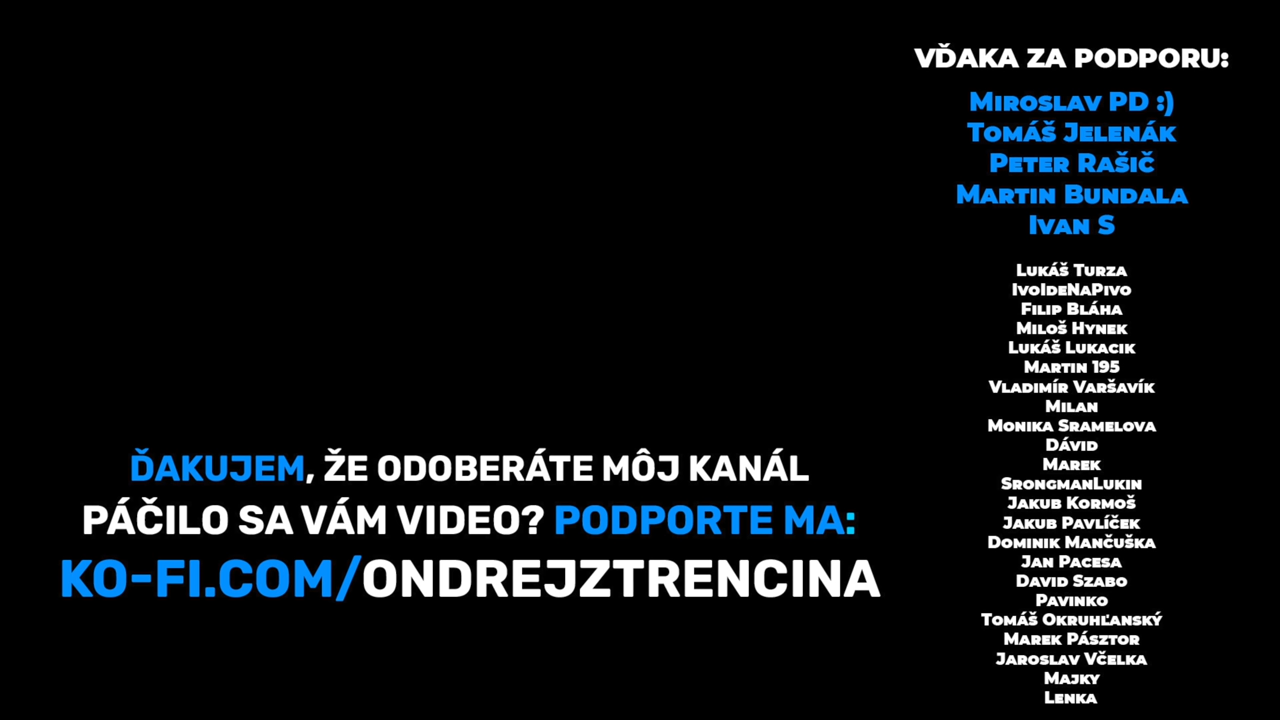 ĎAKUJEM, ŽE ODOBERÁTE MÔJ KANÁL
PÁČILO SA VÁM VIDEO? PODPORTE MA:
KO-FI.COM/ONDREJZTRENCINA
VĎAKA ZA PODPORU:
Miroslav PD :)
Tomáš Jelenák
Peter Rašič
Martin Bundala
Ivan S
Lukáš Turza
IvoIdeNaPivo
Filip Bláha
Miloš Hynek
Lukáš Lukacik
Martin 195
Vladimír Varšavík
Milan
Monika Sramelova
Dávid
Marek
SrongmanLukin
Jakub Kormoš
Jakub Pavlíček
Dominik Mančuška
Jan Pacesa
David Szabo
Pavinko
Tomáš Okruhľanský
Marek Pásztor
Jaroslav Včelka
Majky
Lenka